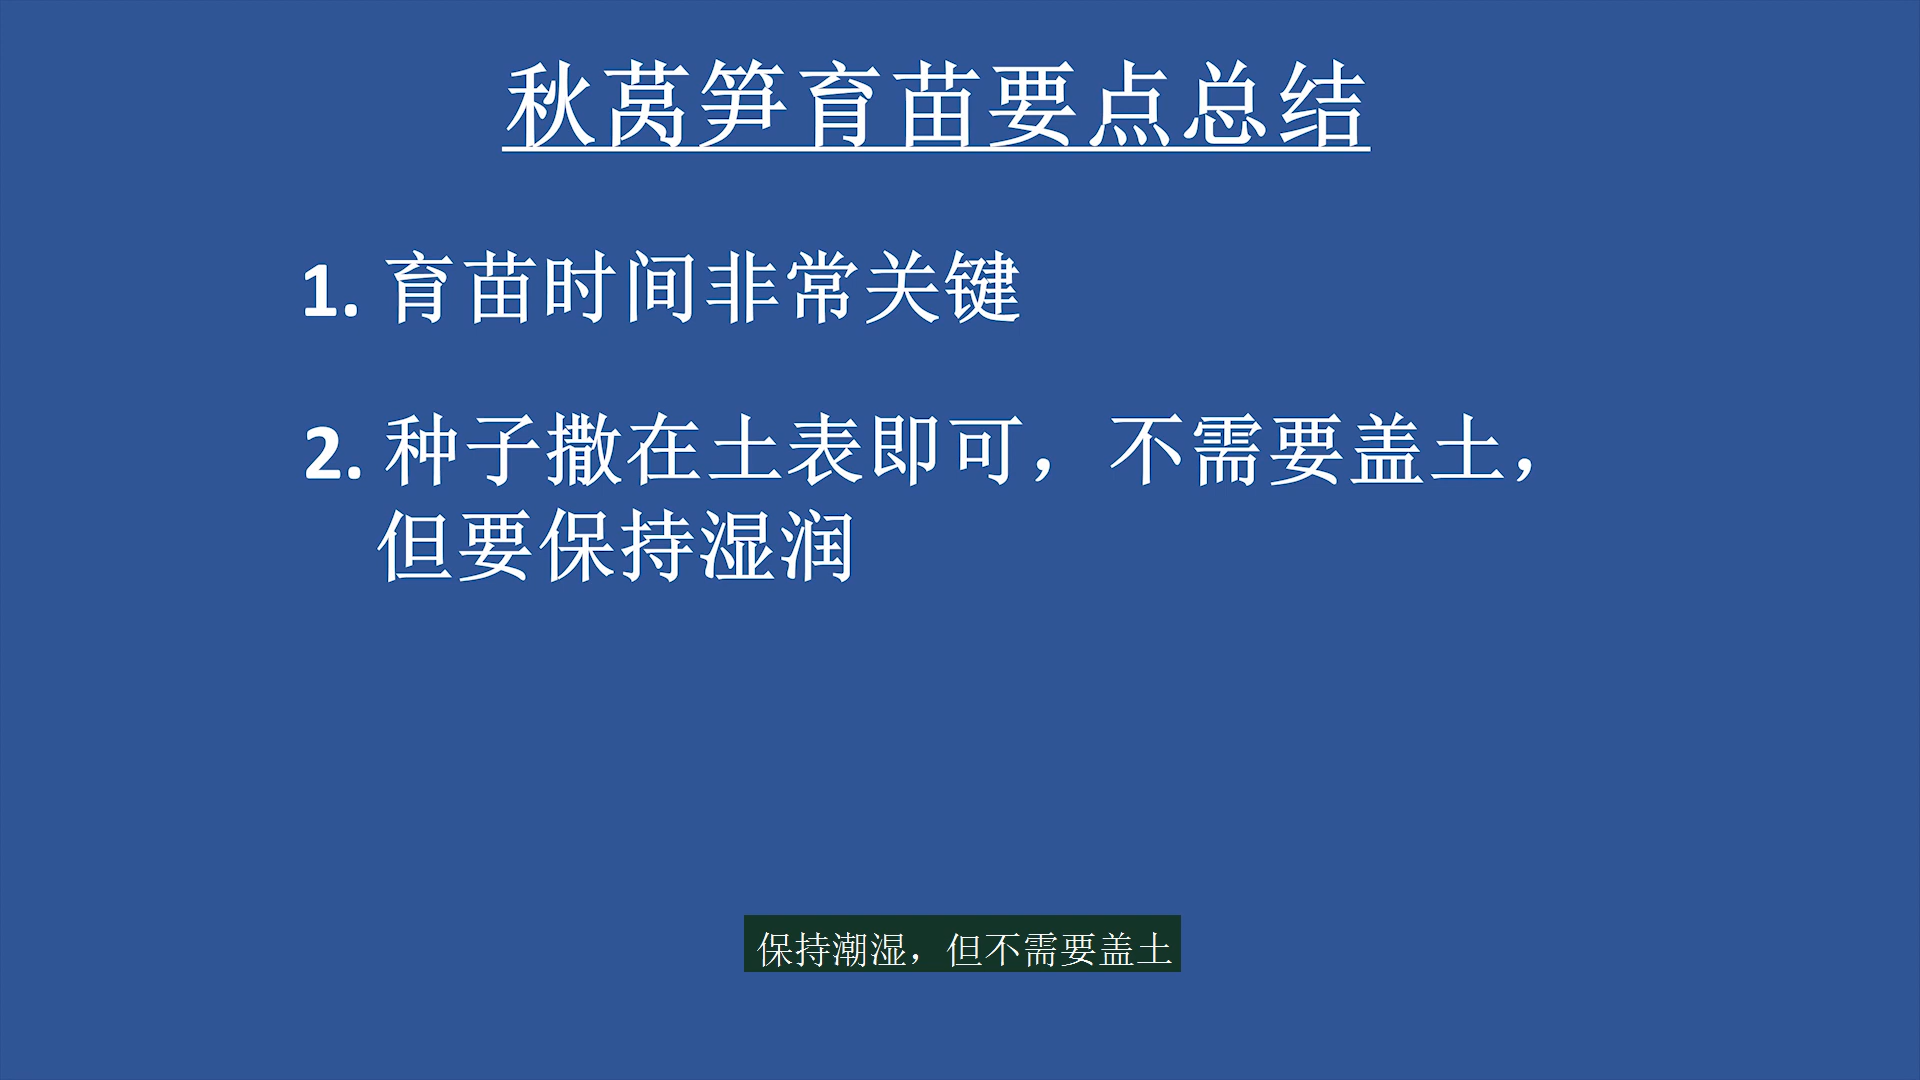 秋莴笋育苗要点总结
1. 育苗时间非常关键
2. 种子撒在土表即可，不需要盖土，
但要保持湿润
保持潮湿，但不需要盖土